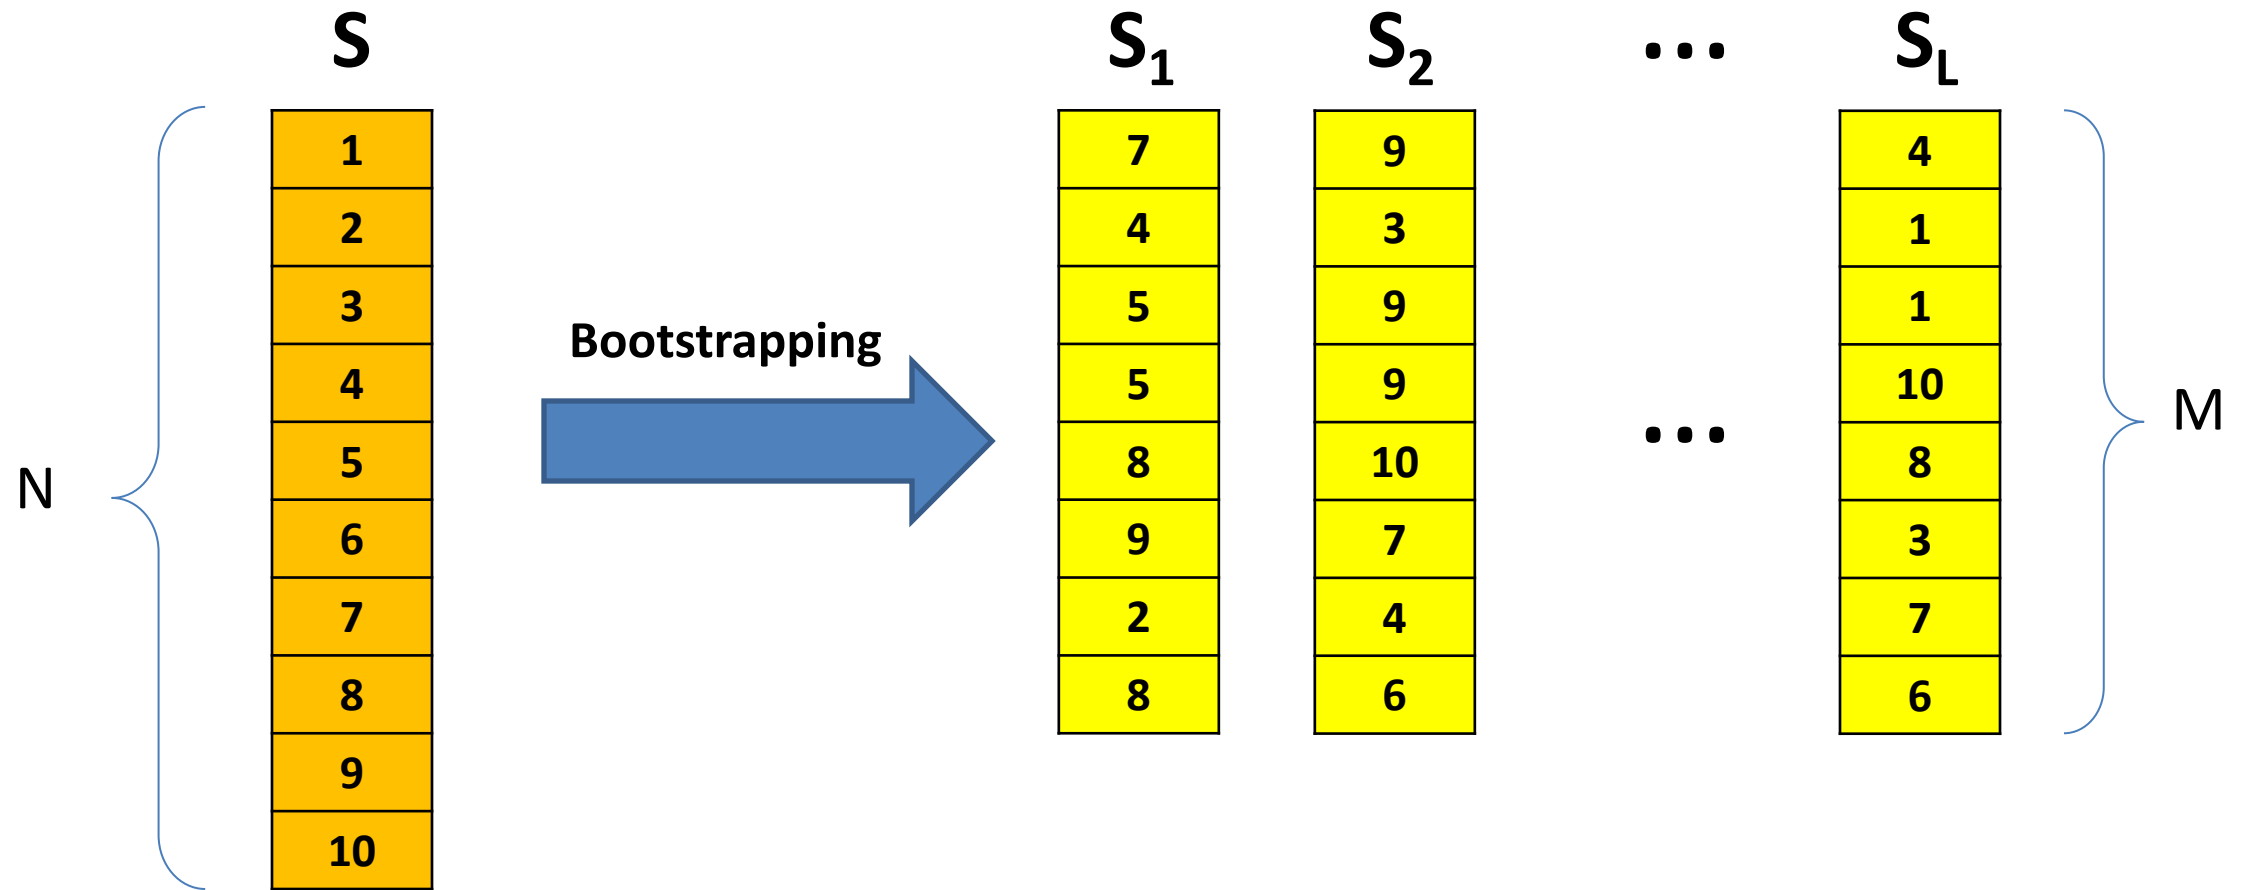 S S₁ S₂ ... S_L
1 7 9 4
2 4 3 1
3 5 9 1
Bootstrapping
4 5 9 10
M
... 
5 8 10 8
N
6 9 7 3
7 2 4 7
8 8 6 6
9
10